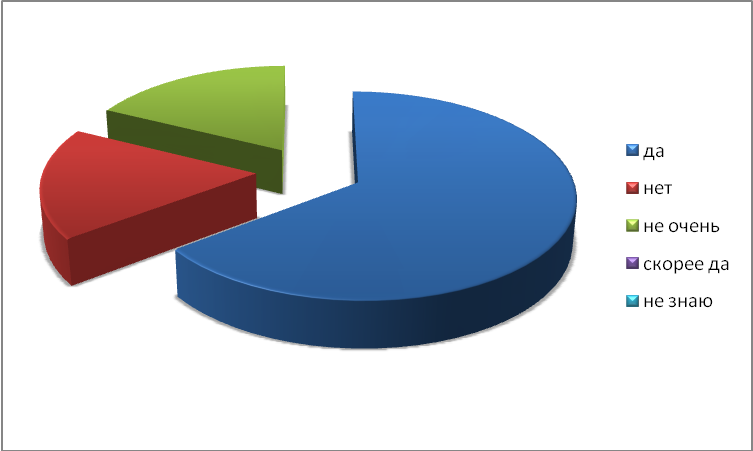 да
нет
не очень
скорее да
не знаю